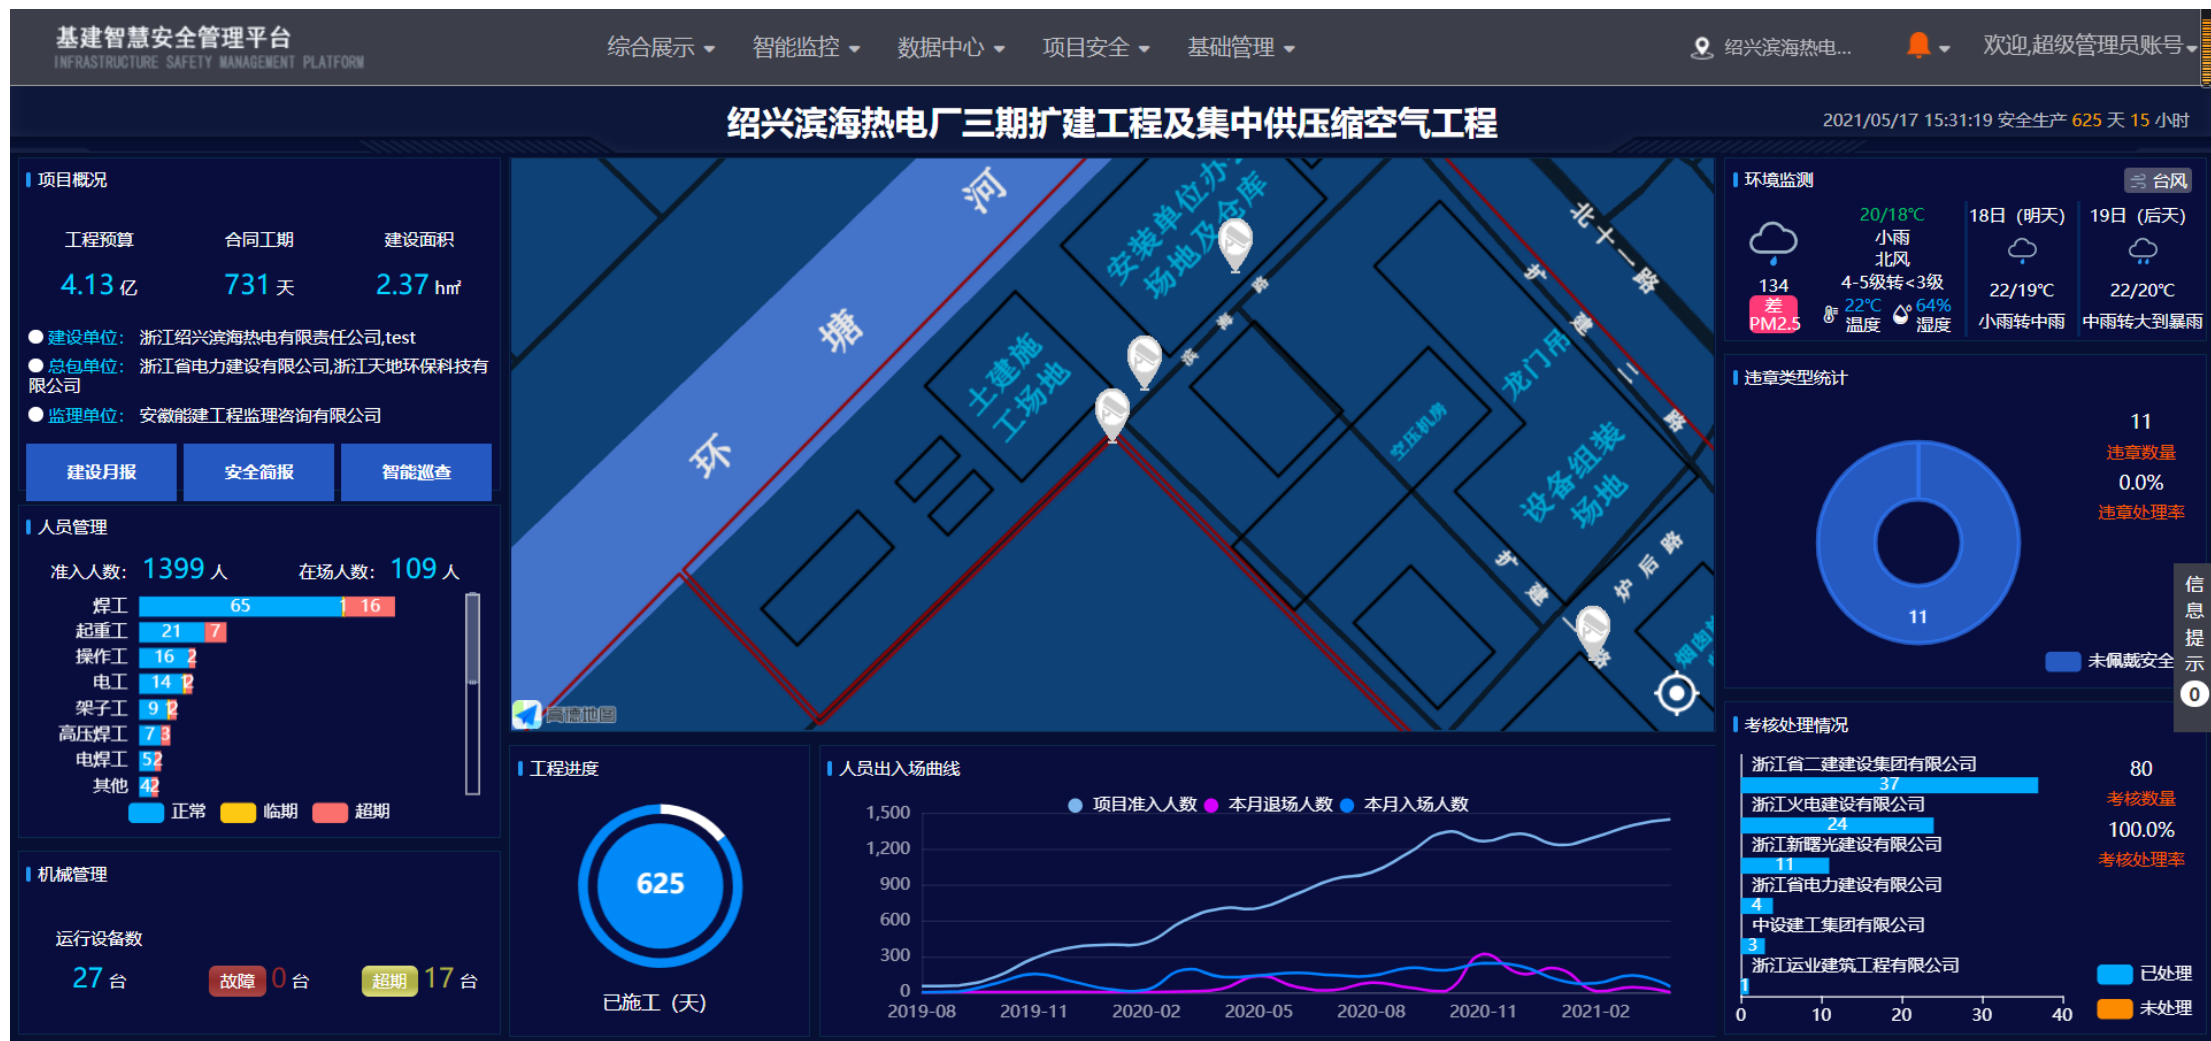 基建智慧安全管理平台
INFRASTRUCTURE SAFETY MANAGEMENT PLATFORM
综合展示 智能监控 数据中心 项目安全 基础管理
绍兴滨海热电...
欢迎,超级管理员账号
绍兴滨海热电厂三期扩建工程及集中供压缩空气工程
2021/05/17 15:31:19 安全生产 625 天 15 小时
项目概况
工程预算 合同工期 建设面积
4.13 亿 731 天 2.37 h㎡
建设单位: 浙江绍兴滨海热电有限责任公司,test
总包单位: 浙江省电力建设有限公司,浙江天地环保科技有
限公司
监理单位: 安徽能建工程监理咨询有限公司
建设月报 安全简报 智能巡查
人员管理
准入人数: 1399 人 在场人数: 109 人
焊工 65 1 16
起重工 21 7
操作工 16 2
电工 14 1 2
架子工 9 1 2
高压焊工 7 3
电焊工 5 2
其他 4 2
正常 临期 超期
机械管理
运行设备数
27 台 故障 0 台 超期 17 台
环塘河
安装单位办公
场地及仓库
土建施
工场地
滨海路
北十一路
扩建二路
龙门吊
空压机房
设备组装
场地
扩建一路
炉后路
烟囱
高德地图
工程进度
625
已施工 (天)
人员出入场曲线
项目准入人数 本月退场人数 本月入场人数
1,500
1,200
900
600
300
0
2019-08 2019-11 2020-02 2020-05 2020-08 2020-11 2021-02
环境监测
台风
134
差
PM2.5
20/18℃
小雨
北风
4-5级转<3级
22℃
温度
64%
湿度
18日 (明天)
22/19℃
小雨转中雨
19日 (后天)
22/20℃
中雨转大到暴雨
违章类型统计
11
违章数量
0.0%
违章处理率
11
未佩戴安全
信息提示
0
考核处理情况
浙江省二建建设集团有限公司
37
浙江火电建设有限公司
24
浙江新曙光建设有限公司
11
浙江省电力建设有限公司
4
中设建工集团有限公司
3
浙江运业建筑工程有限公司
1
0 10 20 30 40
80
考核数量
100.0%
考核处理率
已处理
未处理